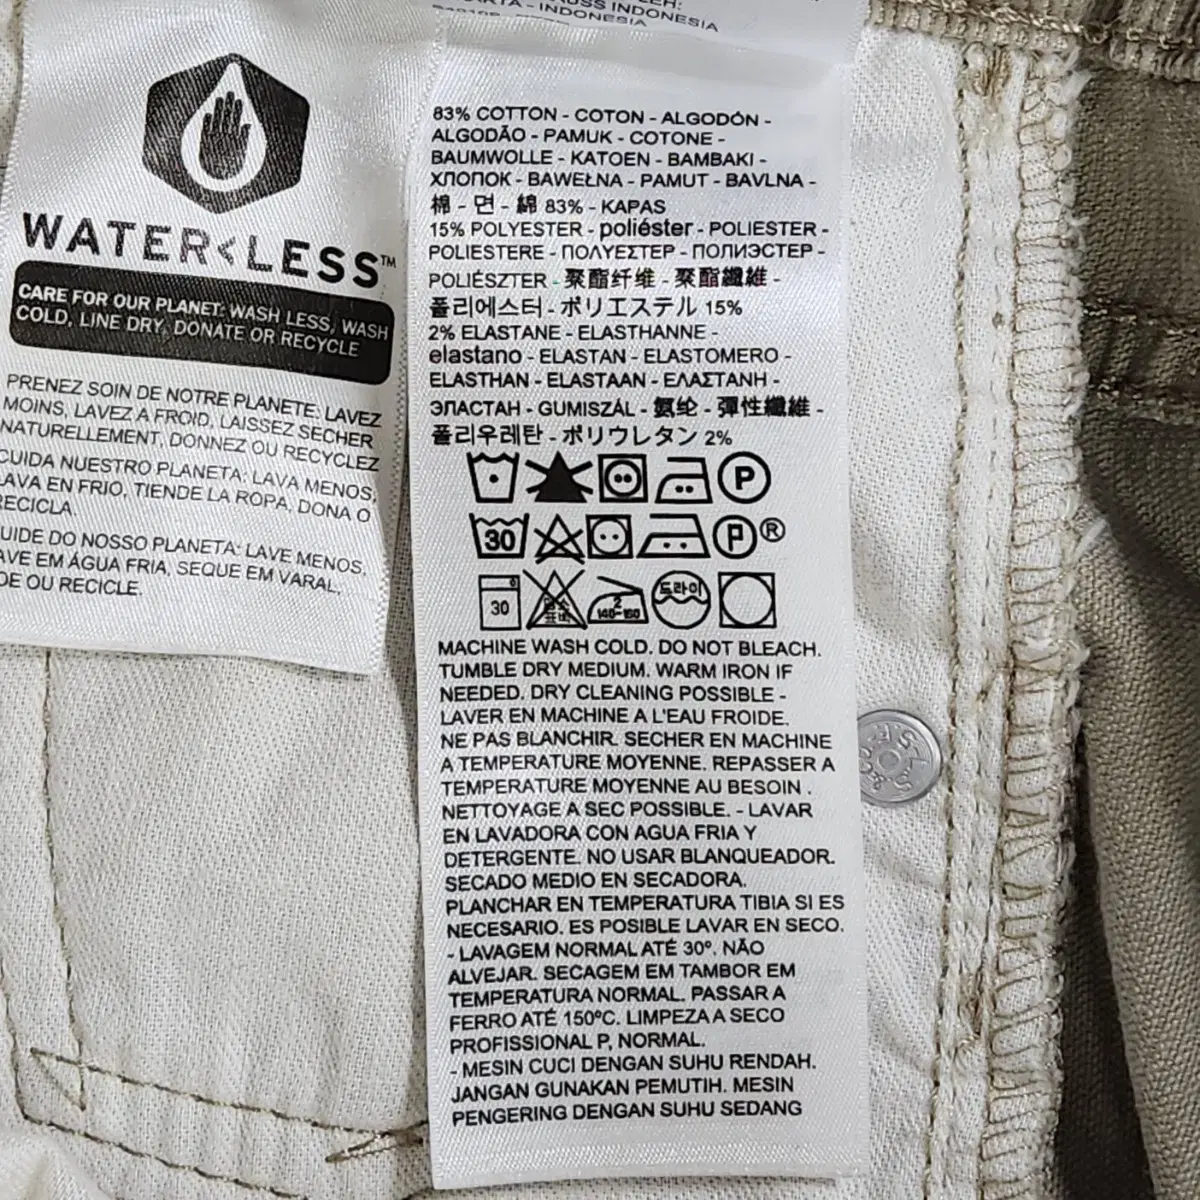 WATER<LESS™
CARE FOR OUR PLANET: WASH LESS, WASH
COLD, LINE DRY, DONATE OR RECYCLE
PRENEZ SOIN DE NOTRE PLANETE: LAVEZ
MOINS, LAVEZ A FROID, LAISSEZ SECHER
NATURELLEMENT, DONNEZ OU RECYCLEZ
CUIDA NUESTRO PLANETA: LAVA MENOS,
LAVA EN FRIO, TIENDE LA ROPA, DONA O
RECICLA.
CUIDE DO NOSSO PLANETA: LAVE MENOS,
LAVE EM ÁGUA FRIA, SEQUE EM VARAL,
OU RECICLE.
INDONESIA
- INDONESIA
83% COTTON - COTON - ALGODÓN -
ALGODÃO - PAMUK - COTONE -
BAUMWOLLE - KATOEN - BAMBAKI -
ХЛОПОК - BAWEŁNA - PAMUT - BAVLNA -
棉 - 면 - 綿 83% - KAPAS
15% POLYESTER - poliéster - POLIESTER -
POLIESTERE - ΠΟΛΥΕΣΤΕΡ - ПОЛИЭСТЕР -
POLIÉSZTER - 聚酯纤维 - 聚酯纖維 -
폴리에스터 - ポリエステル 15%
2% ELASTANE - ELASTHANNE -
elastano - ELASTAN - ELASTOMERO -
ELASTHAN - ELASTAAN - ΕΛΑΣΤΑΝΗ -
ЭЛАСТАН - GUMISZÁL - 氨纶 - 彈性纖維 -
폴리우레탄 - ポリウレタン 2%
P
30 P ®
30 2 140-160 드라이
MACHINE WASH COLD. DO NOT BLEACH.
TUMBLE DRY MEDIUM. WARM IRON IF
NEEDED. DRY CLEANING POSSIBLE -
LAVER EN MACHINE A L'EAU FROIDE.
NE PAS BLANCHIR. SECHER EN MACHINE
A TEMPERATURE MOYENNE. REPASSER A
TEMPERATURE MOYENNE AU BESOIN .
NETTOYAGE A SEC POSSIBLE. - LAVAR
EN LAVADORA CON AGUA FRIA Y
DETERGENTE. NO USAR BLANQUEADOR.
SECADO MEDIO EN SECADORA.
PLANCHAR EN TEMPERATURA TIBIA SI ES
NECESARIO. ES POSIBLE LAVAR EN SECO.
- LAVAGEM NORMAL ATÉ 30º. NÃO
ALVEJAR. SECAGEM EM TAMBOR EM
TEMPERATURA NORMAL. PASSAR A
FERRO ATÉ 150ºC. LIMPEZA A SECO
PROFISSIONAL P, NORMAL.
- MESIN CUCI DENGAN SUHU RENDAH.
JANGAN GUNAKAN PEMUTIH. MESIN
PENGERING DENGAN SUHU SEDANG